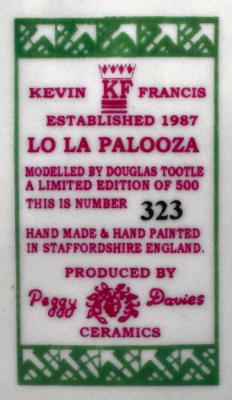 KEVIN KF FRANCIS
ESTABLISHED 1987
LO LA PALOOZA
MODELLED BY DOUGLAS TOOTLE
A LIMITED EDITION OF 500
THIS IS NUMBER 323
HAND MADE & HAND PAINTED
IN STAFFORDSHIRE ENGLAND.
PRODUCED BY
Peggy Davies
CERAMICS